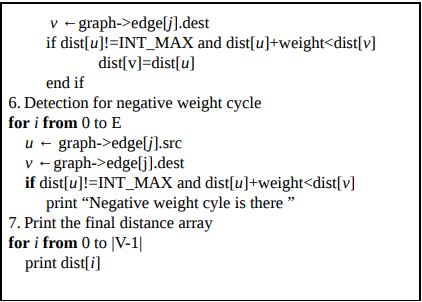 v ←graph->edge[j].dest
if dist[u]!=INT_MAX and dist[u]+weight<dist[v]
dist[v]=dist[u]
end if
6. Detection for negative weight cycle
for i from 0 to E
u ← graph->edge[j].src
v ←graph->edge[j].dest
if dist[u]!=INT_MAX and dist[u]+weight<dist[v]
print “Negative weight cyle is there ”
7. Print the final distance array
for i from 0 to |V-1|
print dist[i]